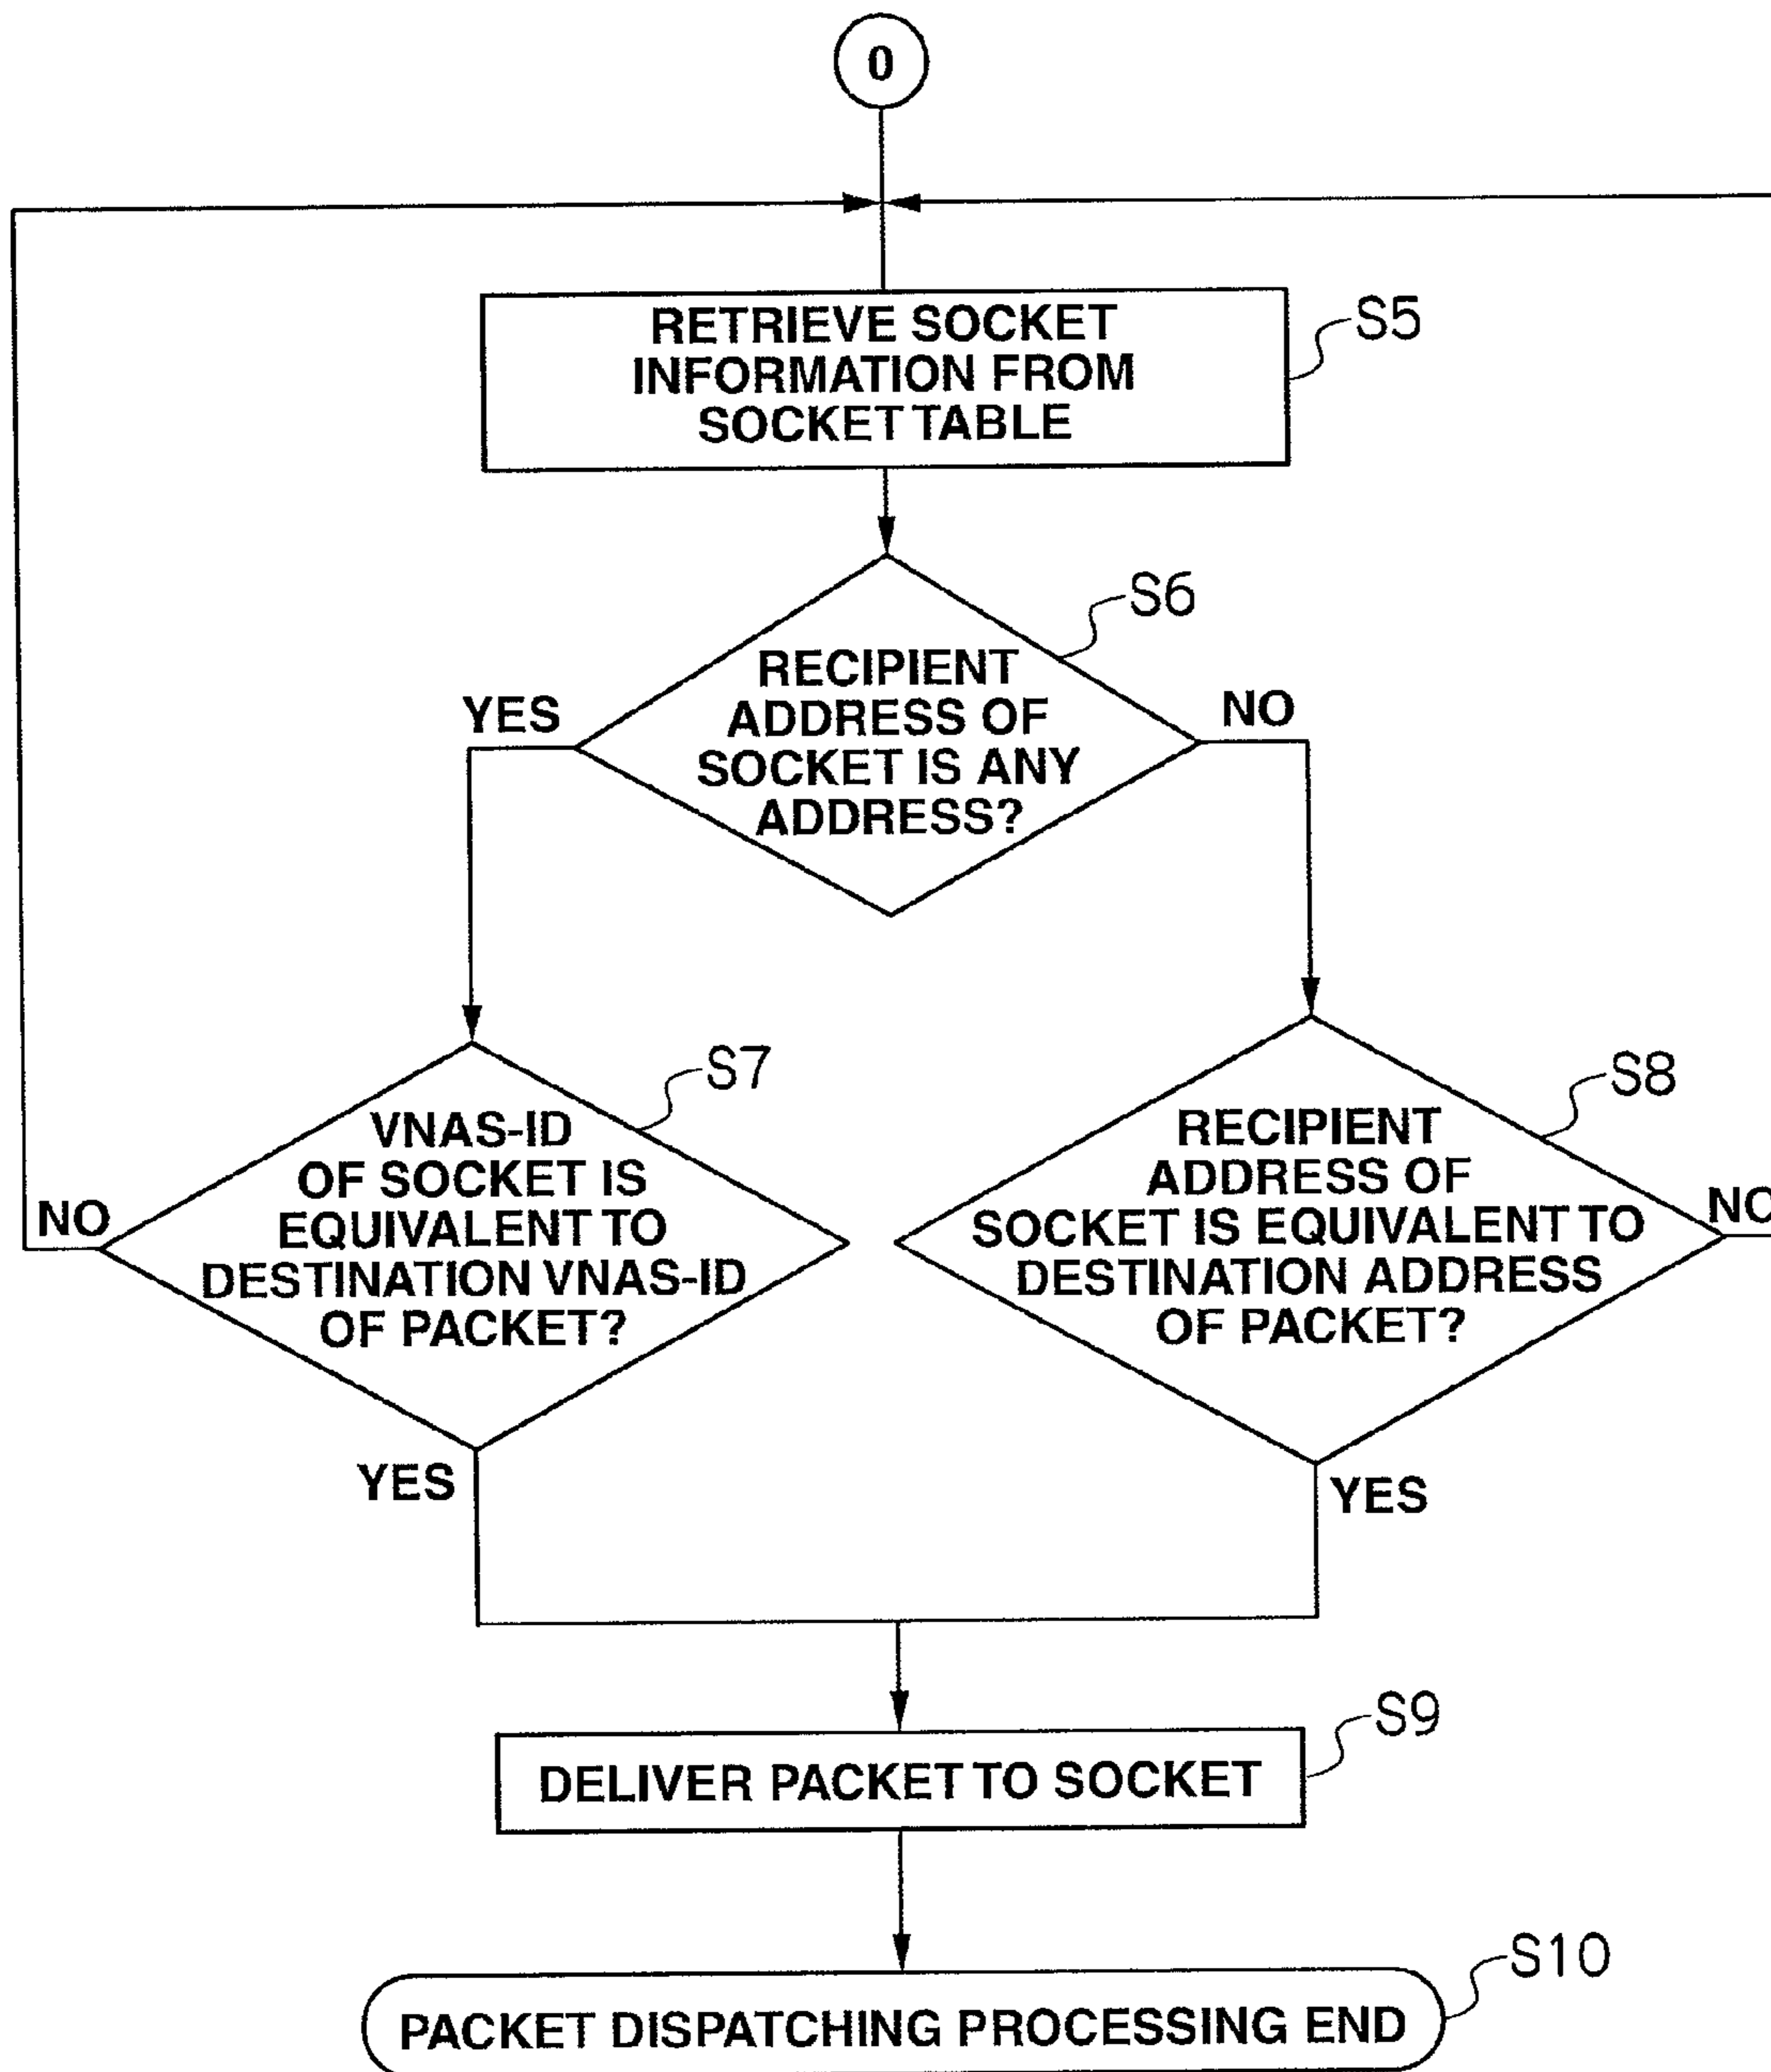 0
RETRIEVE SOCKET
INFORMATION FROM
SOCKET TABLE
S5
S6
RECIPIENT
ADDRESS OF
SOCKET IS ANY
ADDRESS?
YES
NO
S7
VNAS-ID
OF SOCKET IS
EQUIVALENT TO
DESTINATION VNAS-ID
OF PACKET?
NO
YES
S8
RECIPIENT
ADDRESS OF
SOCKET IS EQUIVALENT TO
DESTINATION ADDRESS
OF PACKET?
NO
YES
S9
DELIVER PACKET TO SOCKET
S10
PACKET DISPATCHING PROCESSING END